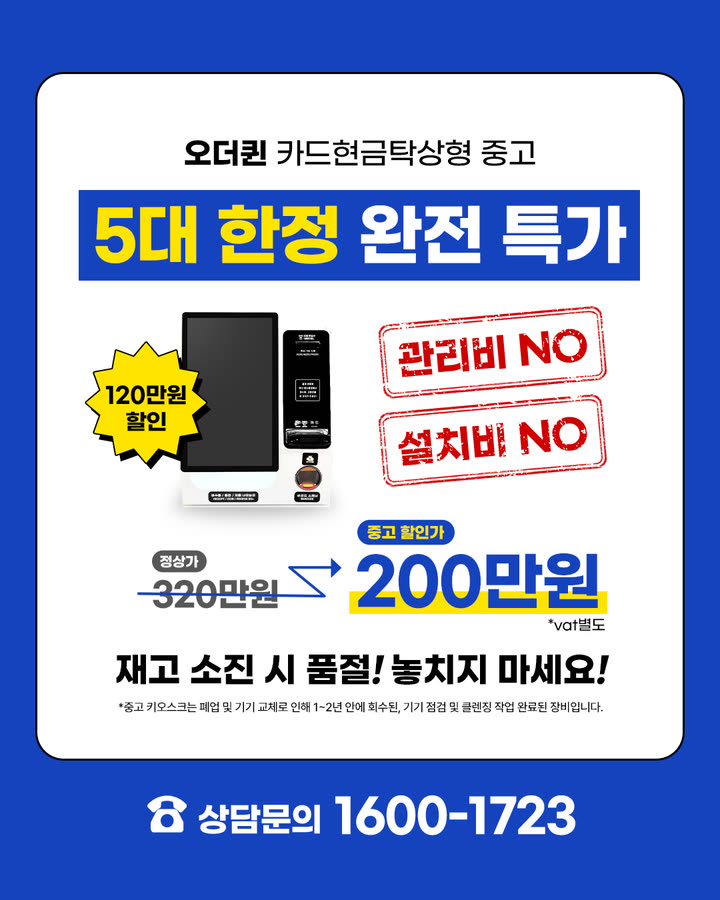 오더퀸 카드현금탁상형 중고
5대 한정 완전 특가
120만원
할인
관리비 NO
설치비 NO
정상가
320만원
중고 할인가
200만원
*vat별도
재고 소진 시 품절! 놓치지 마세요!
*중고 키오스크는 폐업 및 기기 교체로 인해 1~2년 안에 회수된, 기기 점검 및 클렌징 작업 완료된 장비입니다.
상담문의 1600-1723